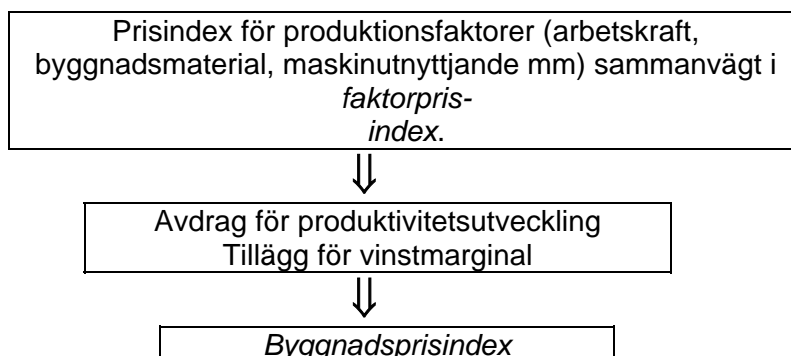 Prisindex för produktionsfaktorer (arbetskraft,
byggnadsmaterial, maskinutnyttjande mm) sammanvägt i
faktorpris-
index.
⇓
Avdrag för produktivitetsutveckling
Tillägg för vinstmarginal
⇓
Byggnadsprisindex